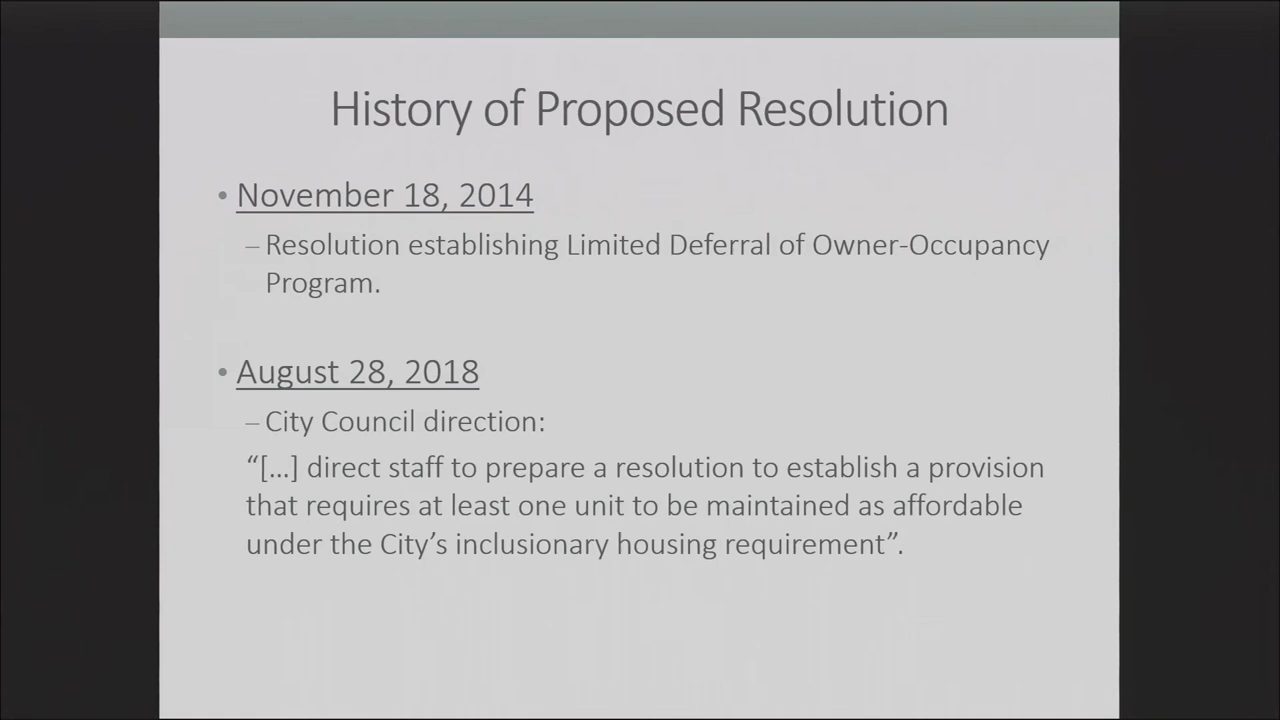 History of Proposed Resolution
• November 18, 2014
– Resolution establishing Limited Deferral of Owner-Occupancy
Program.
• August 28, 2018
– City Council direction:
“[…] direct staff to prepare a resolution to establish a provision
that requires at least one unit to be maintained as affordable
under the City’s inclusionary housing requirement”.